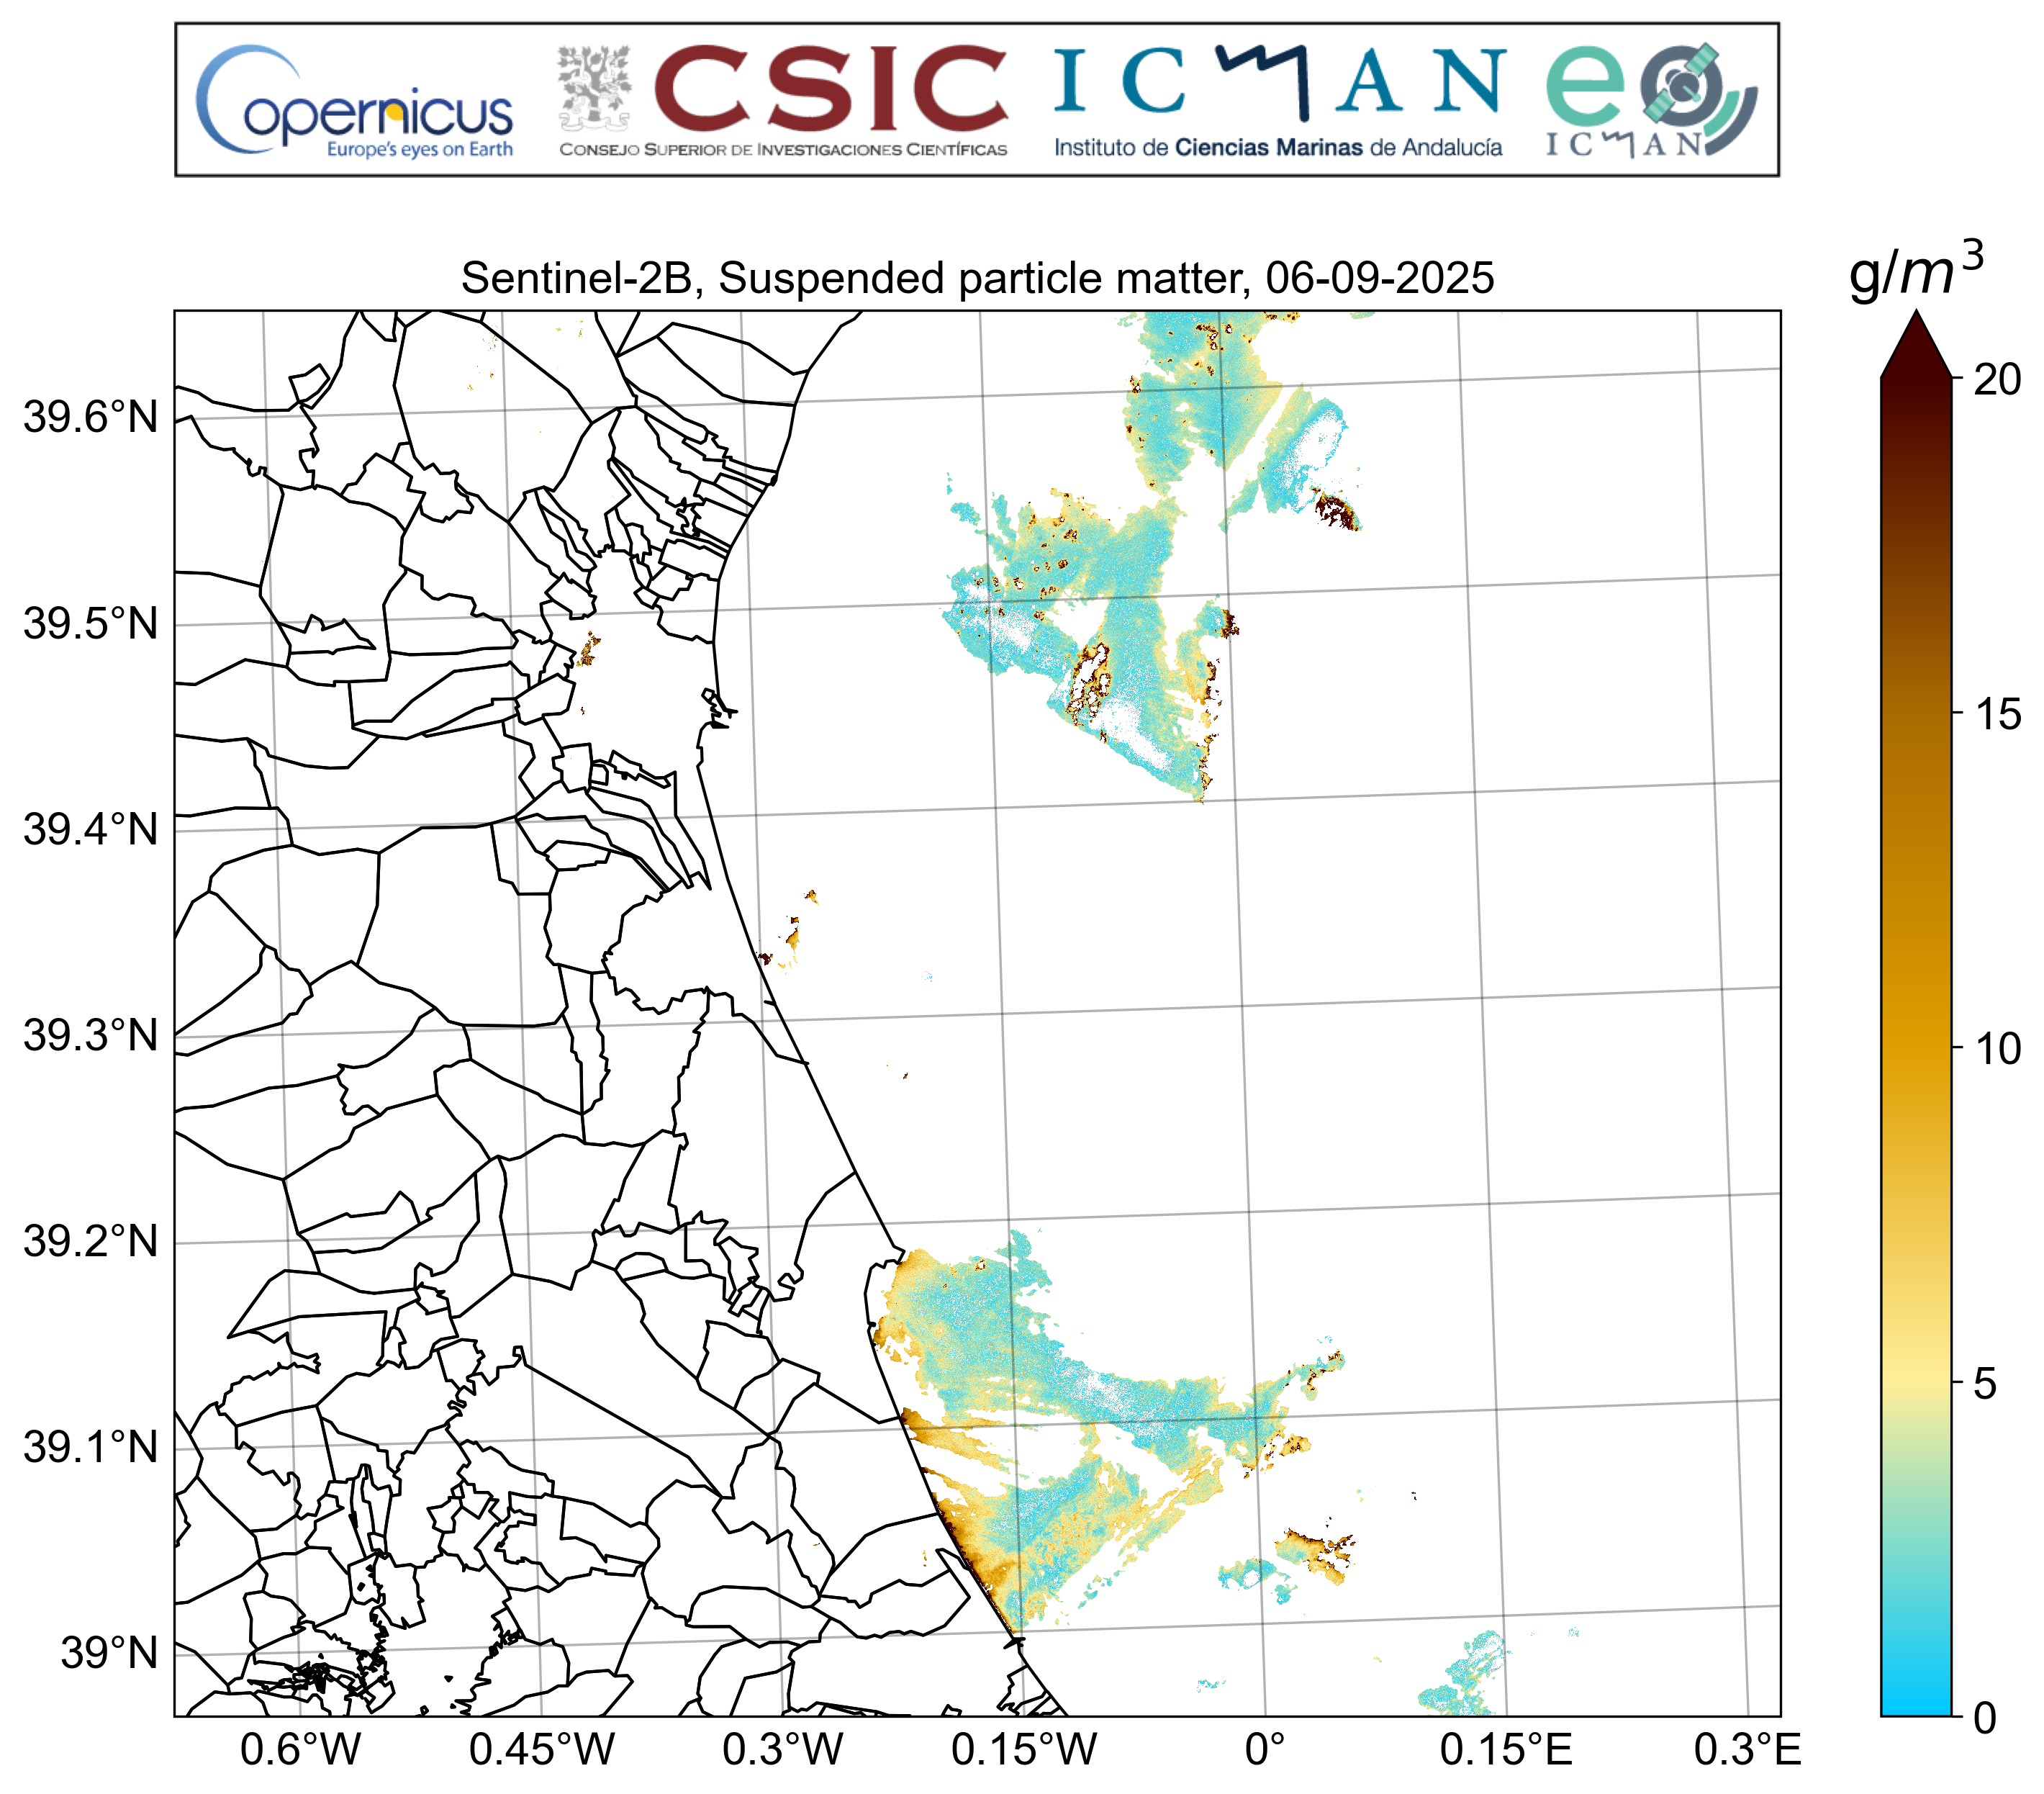 Copernicus
Europe's eyes on Earth
CSIC
CONSEJO SUPERIOR DE INVESTIGACIONES CIENTÍFICAS
ICMAN
Instituto de Ciencias Marinas de Andalucía
eo
ICMAN
Sentinel-2B, Suspended particle matter, 06-09-2025
g/m³
39.6°N
39.5°N
39.4°N
39.3°N
39.2°N
39.1°N
39°N
0.6°W 0.45°W 0.3°W 0.15°W 0° 0.15°E 0.3°E
20
15
10
5
0